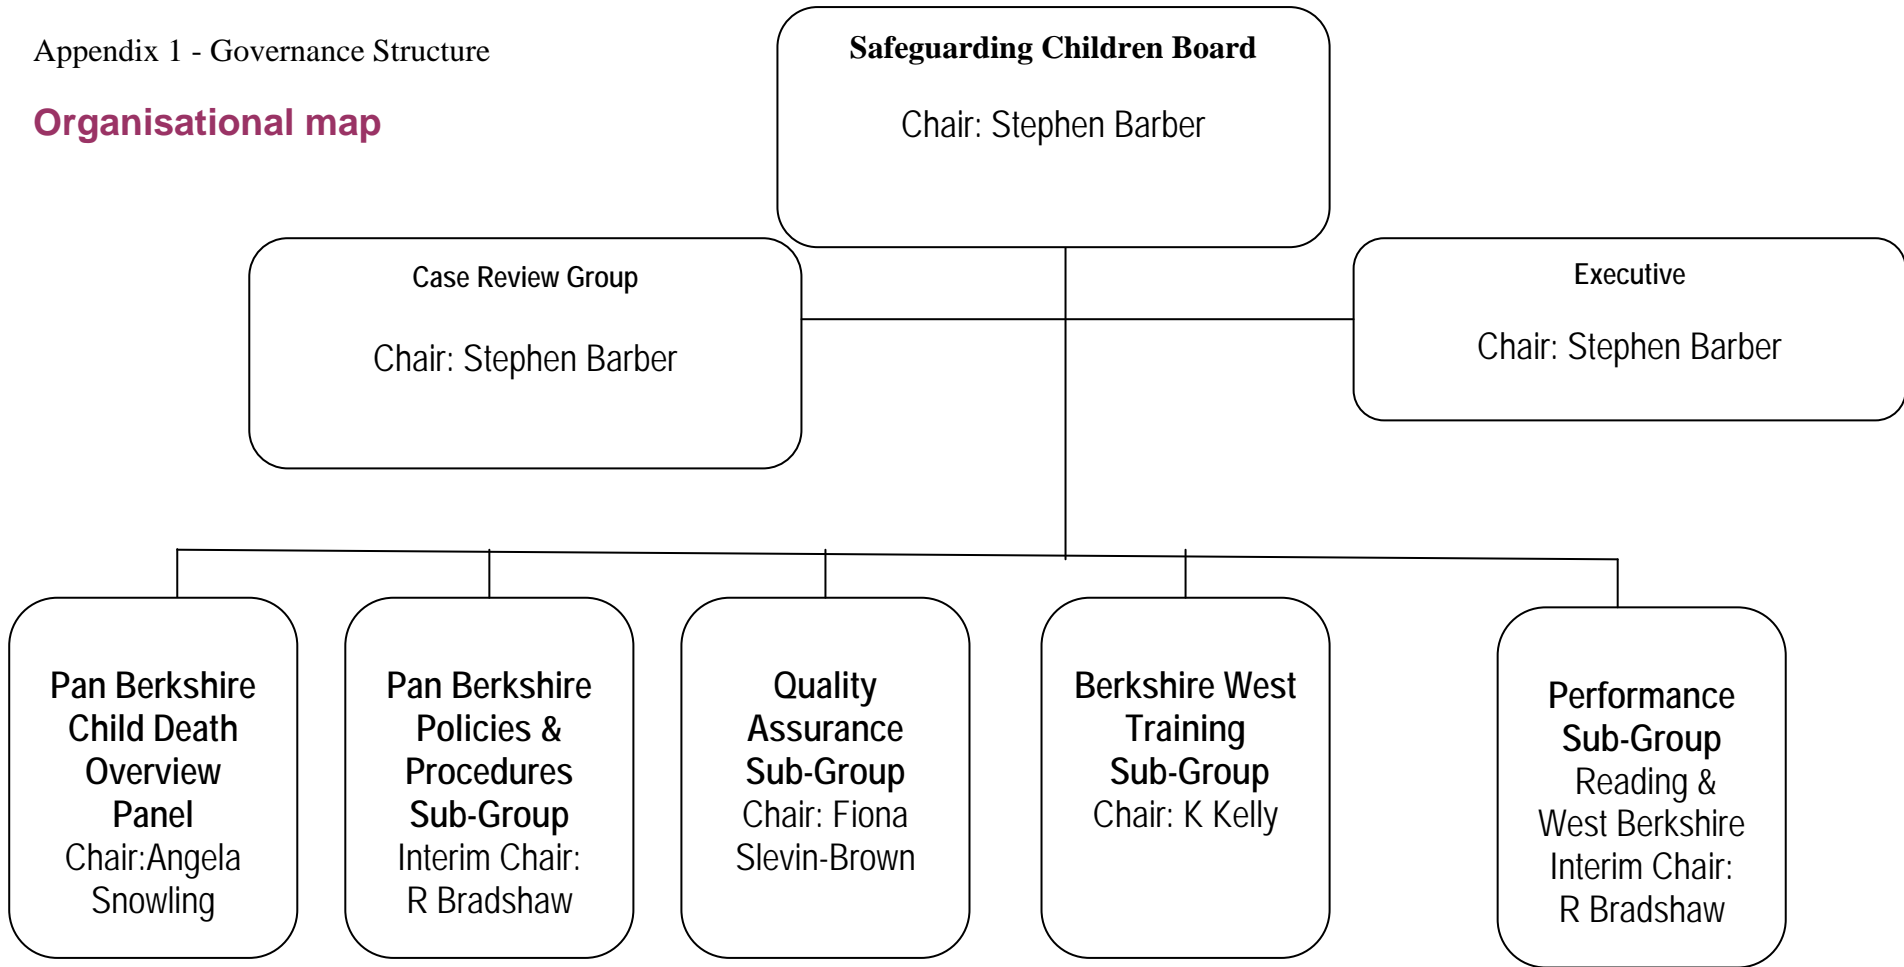 Appendix 1 - Governance Structure
Organisational map
Safeguarding Children Board
Chair: Stephen Barber
Case Review Group
Chair: Stephen Barber
Executive
Chair: Stephen Barber
Pan Berkshire
Child Death
Overview
Panel
Chair:Angela
Snowling
Pan Berkshire
Policies &
Procedures
Sub-Group
Interim Chair:
R Bradshaw
Quality
Assurance
Sub-Group
Chair: Fiona
Slevin-Brown
Berkshire West
Training
Sub-Group
Chair: K Kelly
Performance
Sub-Group
Reading &
West Berkshire
Interim Chair:
R Bradshaw